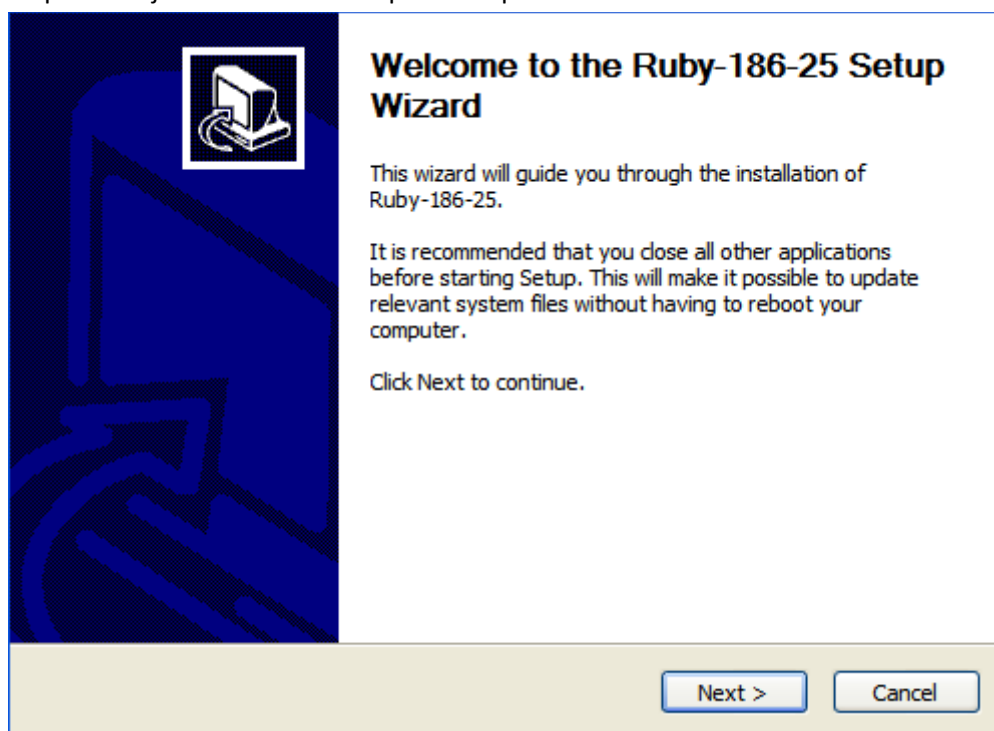 Welcome to the Ruby-186-25 Setup
Wizard
This wizard will guide you through the installation of
Ruby-186-25.
It is recommended that you close all other applications
before starting Setup. This will make it possible to update
relevant system files without having to reboot your
computer.
Click Next to continue.
Next >
Cancel